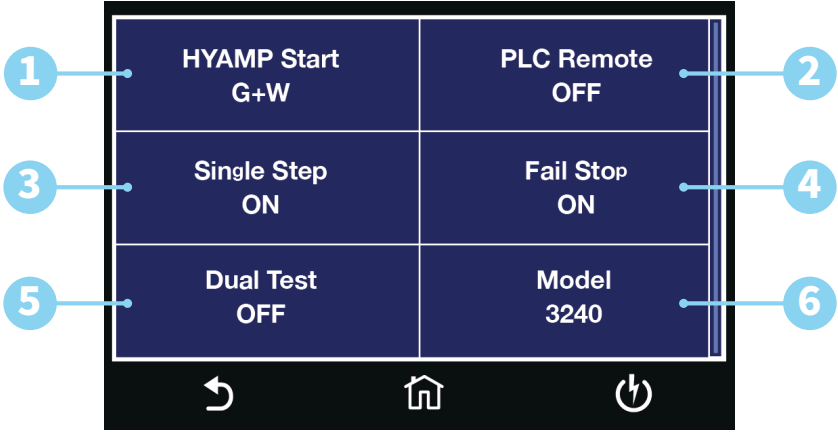 1
HYAMP Start
G+W
PLC Remote
OFF
2
3
Single Step
ON
Fail Stop
ON
4
5
Dual Test
OFF
Model
3240
6